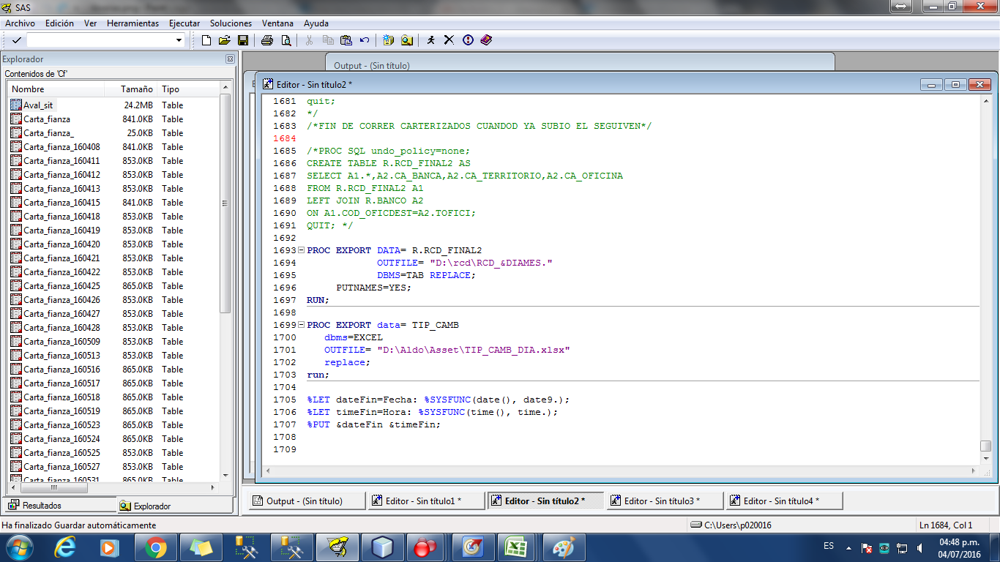 SAS
Archivo Edición Ver Herramientas Ejecutar Soluciones Ventana Ayuda
Explorador
Contenidos de 'Cf'
Nombre Tamaño Tipo
Aval_sit 24.2MB Table
Carta_fianza 841.0KB Table
Carta_fianza_ 25.0KB Table
Carta_fianza_160408 841.0KB Table
Carta_fianza_160411 853.0KB Table
Carta_fianza_160412 853.0KB Table
Carta_fianza_160413 853.0KB Table
Carta_fianza_160415 841.0KB Table
Carta_fianza_160418 853.0KB Table
Carta_fianza_160419 853.0KB Table
Carta_fianza_160420 853.0KB Table
Carta_fianza_160421 853.0KB Table
Carta_fianza_160422 853.0KB Table
Carta_fianza_160425 865.0KB Table
Carta_fianza_160426 853.0KB Table
Carta_fianza_160427 853.0KB Table
Carta_fianza_160428 853.0KB Table
Carta_fianza_160509 865.0KB Table
Carta_fianza_160513 853.0KB Table
Carta_fianza_160516 865.0KB Table
Carta_fianza_160517 865.0KB Table
Carta_fianza_160518 865.0KB Table
Carta_fianza_160519 865.0KB Table
Carta_fianza_160523 865.0KB Table
Carta_fianza_160524 865.0KB Table
Carta_fianza_160525 853.0KB Table
Carta_fianza_160527 853.0KB Table
Carta_fianza_160531 865.0KB Table
Resultados Explorador
Output - (Sin título)
Editor - Sin título2 *
1681 quit;
1682 */
1683 /*FIN DE CORRER CARTERIZADOS CUANDOD YA SUBIO EL SEGUIVEN*/
1684
1685 /*PROC SQL undo_policy=none;
1686 CREATE TABLE R.RCD_FINAL2 AS
1687 SELECT A1.*,A2.CA_BANCA,A2.CA_TERRITORIO,A2.CA_OFICINA
1688 FROM R.RCD_FINAL2 A1
1689 LEFT JOIN R.BANCO A2
1690 ON A1.COD_OFICDEST=A2.TOFICI;
1691 QUIT; */
1692
1693 PROC EXPORT DATA= R.RCD_FINAL2
1694 OUTFILE= "D:\rcd\RCD_&DIAMES."
1695 DBMS=TAB REPLACE;
1696 PUTNAMES=YES;
1697 RUN;
1698
1699 PROC EXPORT data= TIP_CAMB
1700 dbms=EXCEL
1701 OUTFILE= "D:\Aldo\Asset\TIP_CAMB_DIA.xlsx"
1702 replace;
1703 run;
1704
1705 %LET dateFin=Fecha: %SYSFUNC(date(), date9.);
1706 %LET timeFin=Hora: %SYSFUNC(time(), time.);
1707 %PUT &dateFin &timeFin;
1708
1709
Output - (Sin título) Editor - Sin título1 * Editor - Sin título2 * Editor - Sin título3 * Editor - Sin título4 *
Ha finalizado Guardar automáticamente C:\Users\p020016 Ln 1684, Col 1
ES 04:48 p.m.
04/07/2016